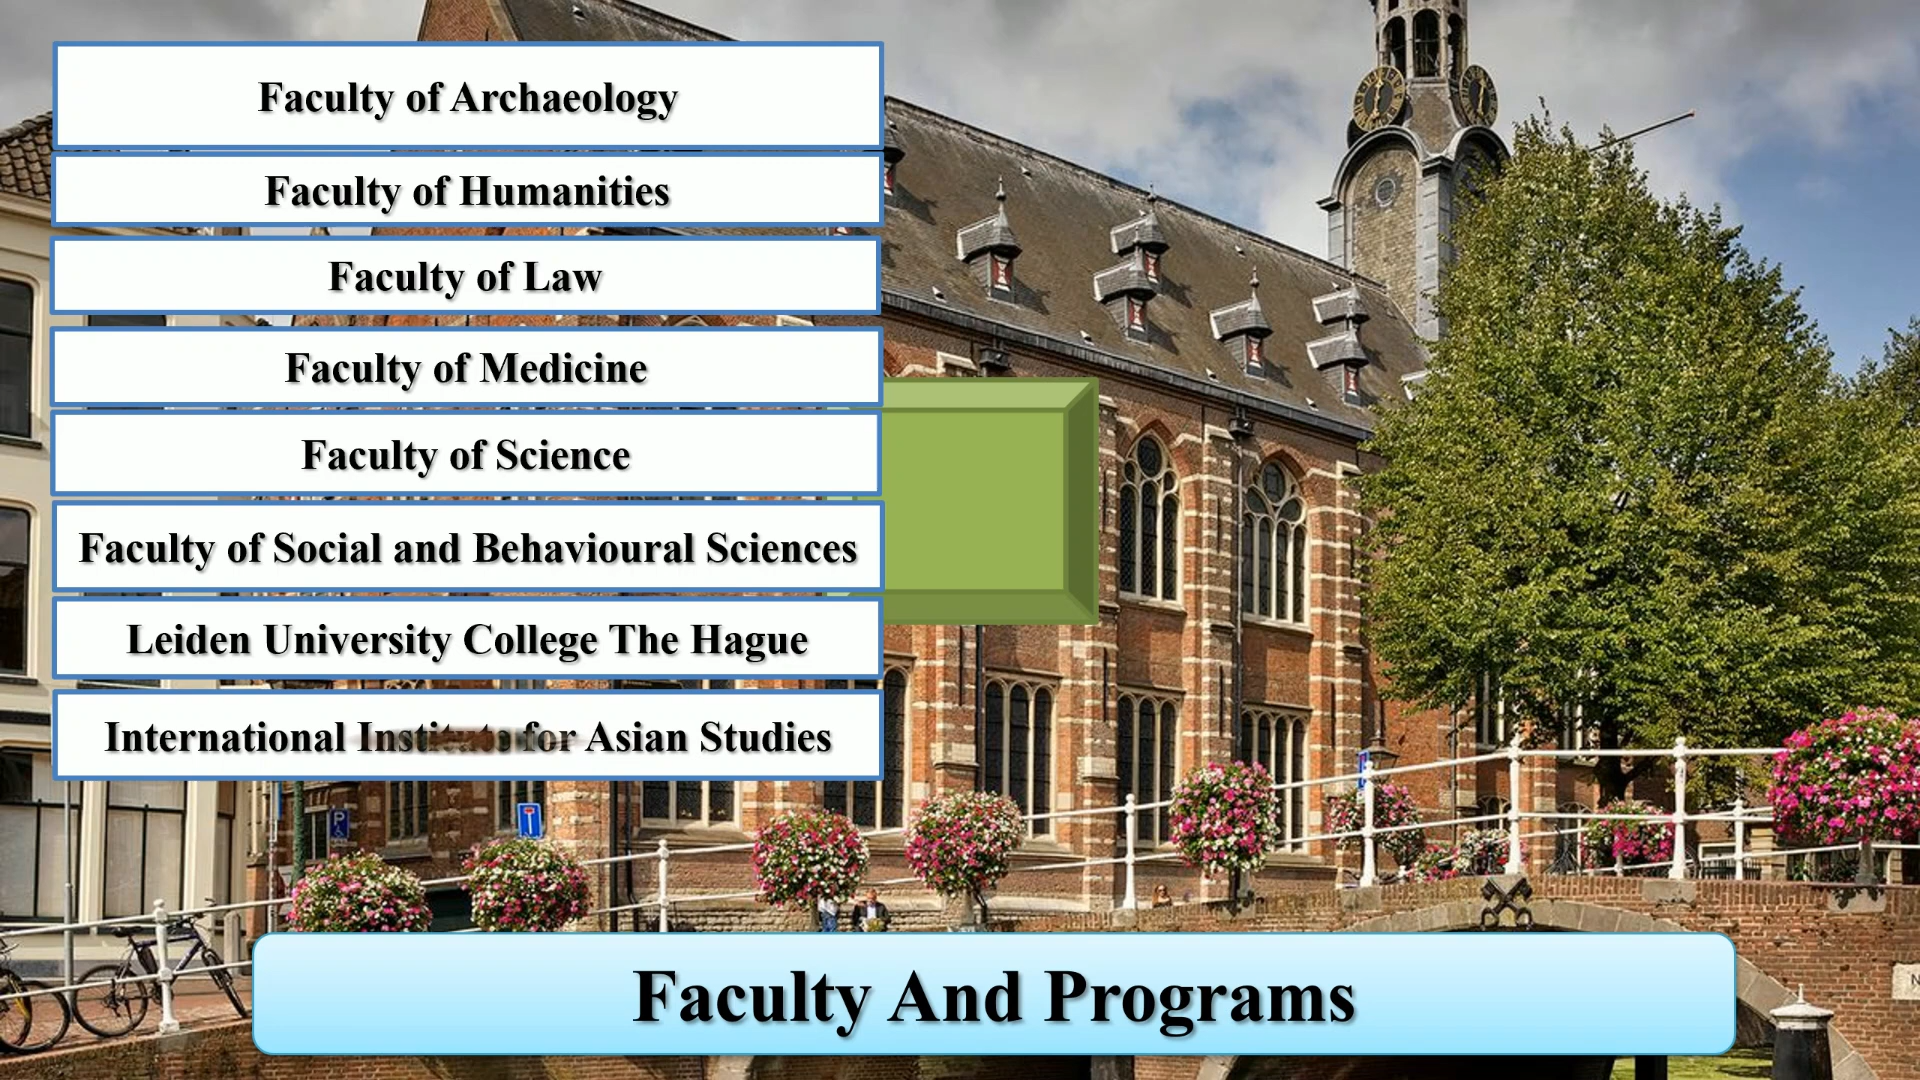 Faculty of Archaeology
Faculty of Humanities
Faculty of Law
Faculty of Medicine
Faculty of Science
Faculty of Social and Behavioural Sciences
Leiden University College The Hague
International Institute for Asian Studies
Faculty And Programs
P
N